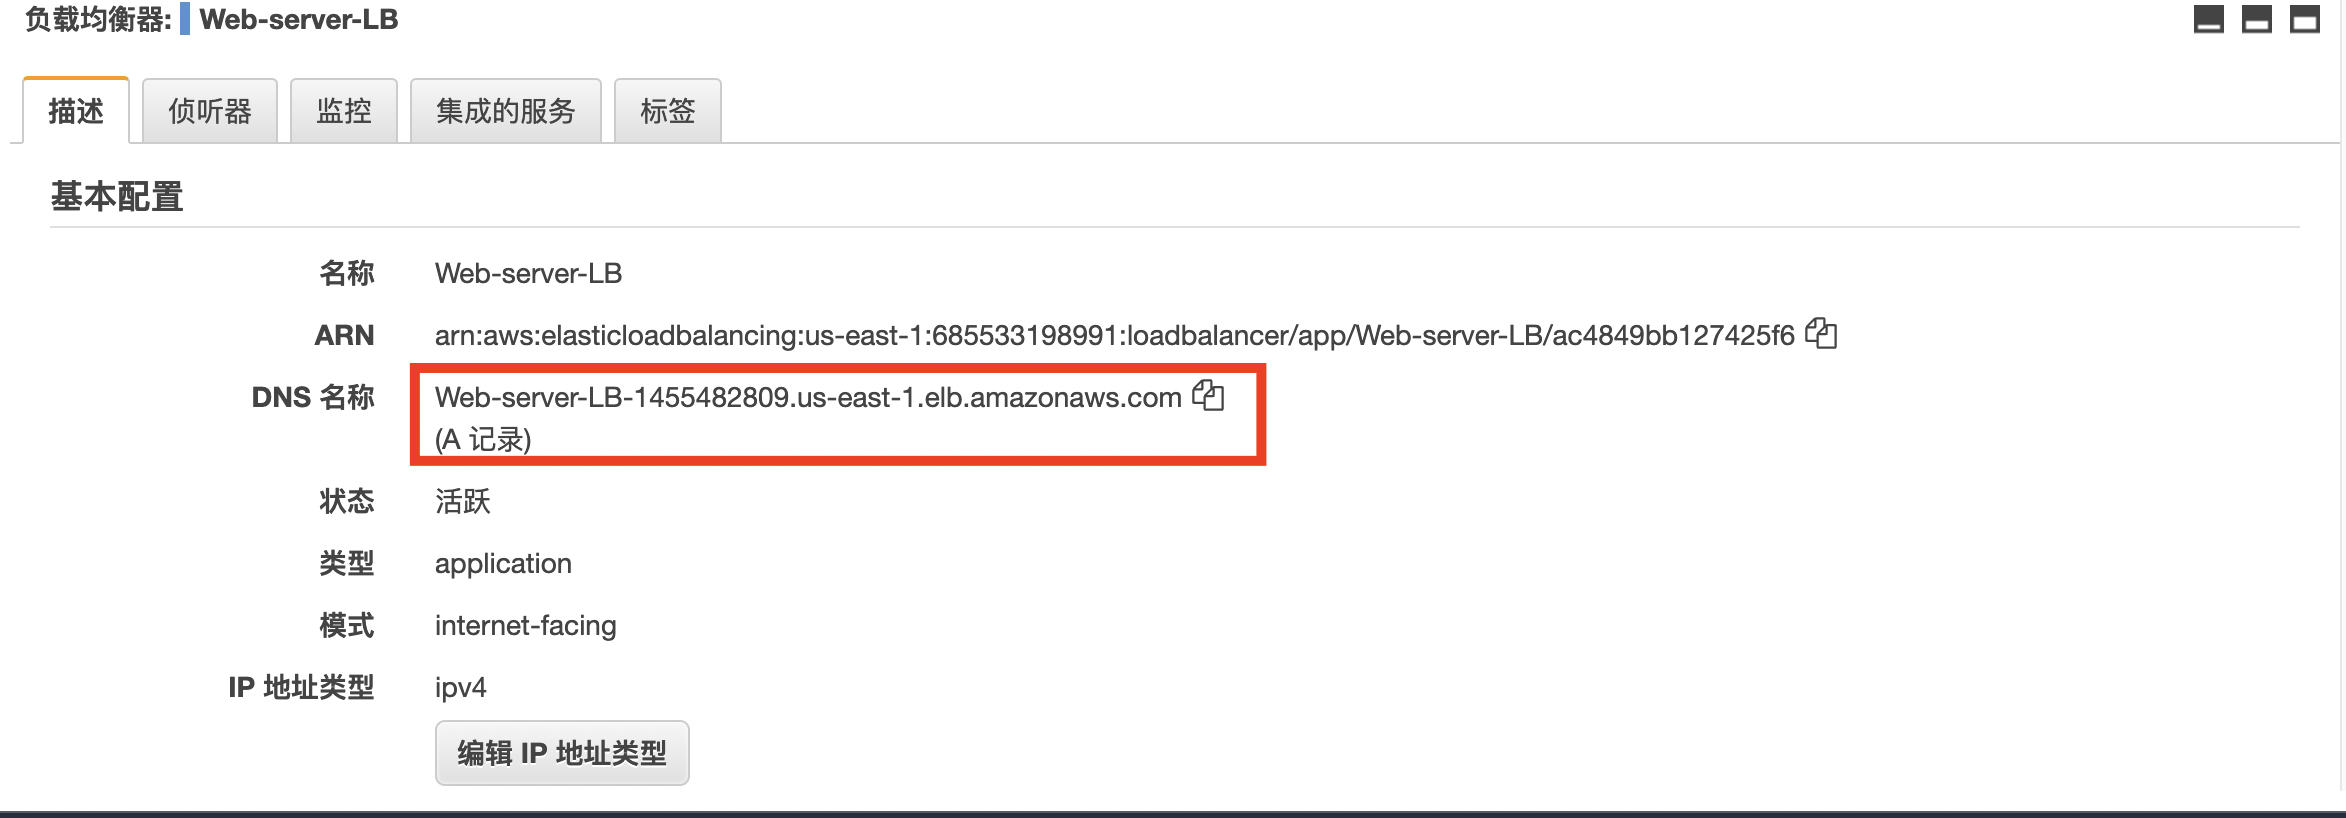 负载均衡器: Web-server-LB
描述 侦听器 监控 集成的服务 标签
基本配置
名称 Web-server-LB
ARN arn:aws:elasticloadbalancing:us-east-1:685533198991:loadbalancer/app/Web-server-LB/ac4849bb127425f6
DNS 名称 Web-server-LB-1455482809.us-east-1.elb.amazonaws.com
(A 记录)
状态 活跃
类型 application
模式 internet-facing
IP 地址类型 ipv4
编辑 IP 地址类型